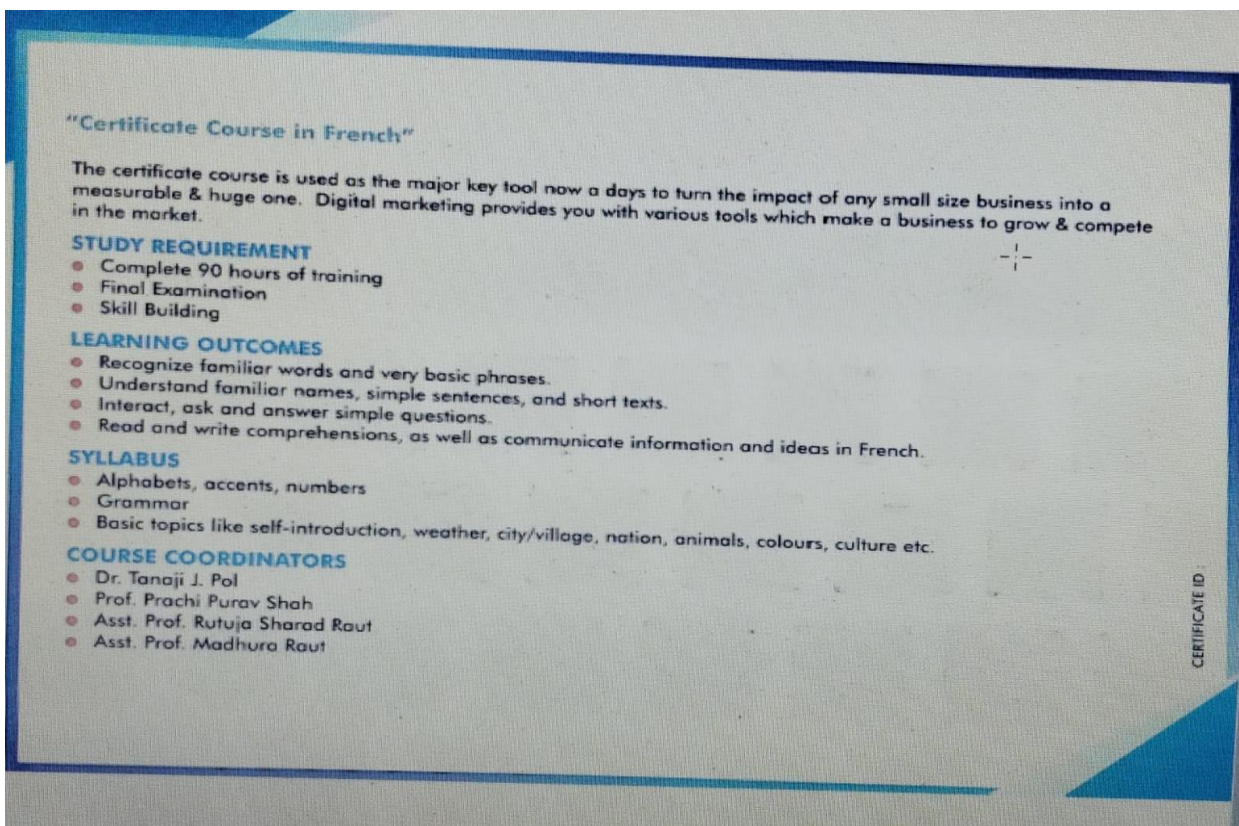 "Certificate Course in French"
The certificate course is used as the major key tool now a days to turn the impact of any small size business into a
measurable & huge one. Digital marketing provides you with various tools which make a business to grow & compete
in the market.
STUDY REQUIREMENT
Complete 90 hours of training
Final Examination
Skill Building
LEARNING OUTCOMES
Recognize familiar words and very basic phrases.
Understand familiar names, simple sentences, and short texts.
Interact, ask and answer simple questions.
Read and write comprehensions, as well as communicate information and ideas in French.
SYLLABUS
Alphabets, accents, numbers
Grammar
Basic topics like self-introduction, weather, city/village, nation, animals, colours, culture etc.
COURSE COORDINATORS
Dr. Tanaji J. Pol
Prof. Prachi Purav Shah
Asst. Prof. Rutuja Sharad Raut
Asst. Prof. Madhura Raut
CERTIFICATE ID :